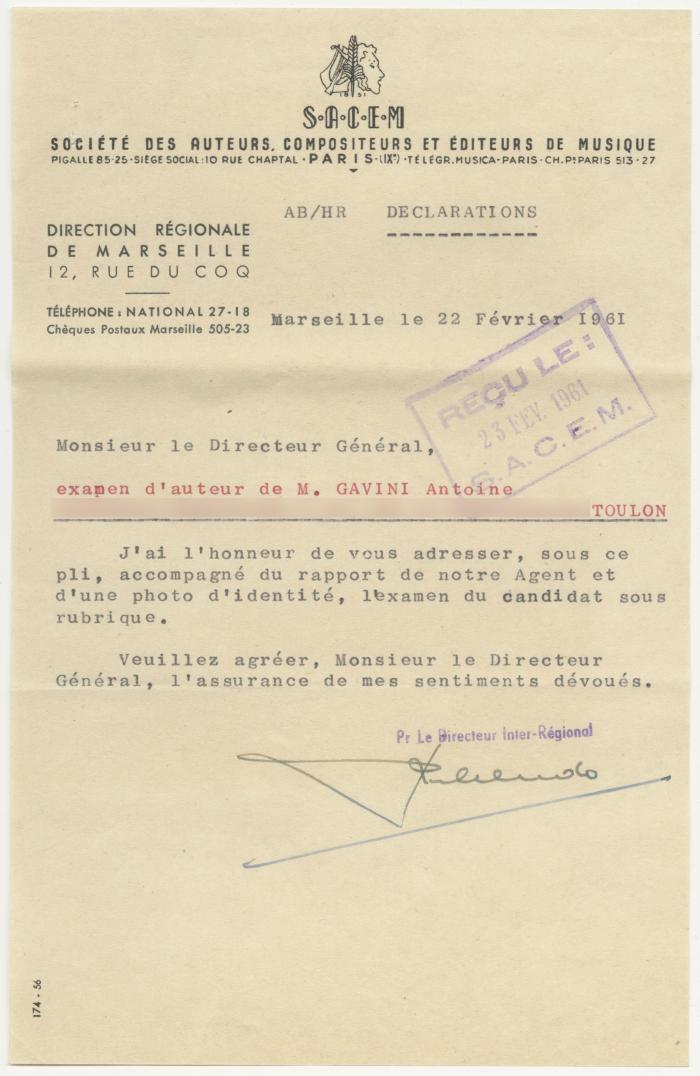 1851
S·A·C·E·M
SOCIÉTÉ DES AUTEURS, COMPOSITEURS ET ÉDITEURS DE MUSIQUE
PIGALLE 85-25 - SIÈGE SOCIAL : 10 RUE CHAPTAL · PARIS · (IXe) · TÉLÉGR. MUSICA-PARIS · CH. Px PARIS 513-27
AB/HR DECLARATIONS
DIRECTION RÉGIONALE
DE MARSEILLE
12, RUE DU COQ
TÉLÉPHONE : NATIONAL 27-18
Chèques Postaux Marseille 505-23
Marseille le 22 Février 1961
REÇU LE :
23 FEV. 1961
S.A.C.E.M.
Monsieur le Directeur Général,
examen d'auteur de M. GAVINI Antoine
TOULON
J'ai l'honneur de vous adresser, sous ce
pli, accompagné du rapport de notre Agent et
d'une photo d'identité, l'examen du candidat sous
rubrique.
Veuillez agréer, Monsieur le Directeur
Général, l'assurance de mes sentiments dévoués.
Pr Le Directeur Inter-Régional
174 - 56